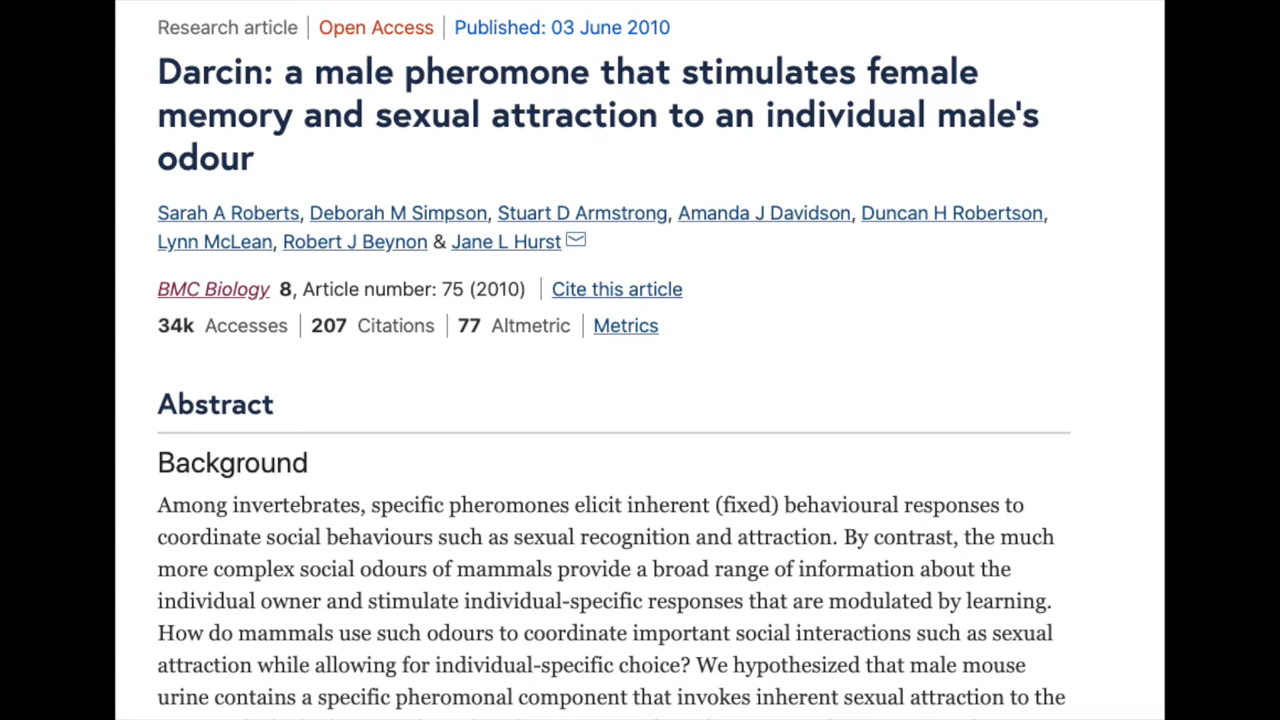 Research article | Open Access | Published: 03 June 2010
Darcin: a male pheromone that stimulates female
memory and sexual attraction to an individual male's
odour
Sarah A Roberts, Deborah M Simpson, Stuart D Armstrong, Amanda J Davidson, Duncan H Robertson,
Lynn McLean, Robert J Beynon & Jane L Hurst
BMC Biology 8, Article number: 75 (2010) | Cite this article
34k Accesses | 207 Citations | 77 Altmetric | Metrics
Abstract
Background
Among invertebrates, specific pheromones elicit inherent (fixed) behavioural responses to
coordinate social behaviours such as sexual recognition and attraction. By contrast, the much
more complex social odours of mammals provide a broad range of information about the
individual owner and stimulate individual-specific responses that are modulated by learning.
How do mammals use such odours to coordinate important social interactions such as sexual
attraction while allowing for individual-specific choice? We hypothesized that male mouse
urine contains a specific pheromonal component that invokes inherent sexual attraction to the